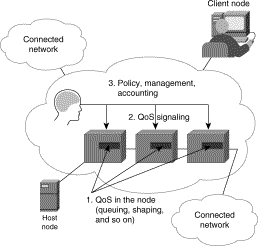 Client node
Connected
network
3. Policy, management,
accounting
2. QoS signaling
1. QoS in the node
(queuing, shaping,
and so on)
Host
node
Connected
network